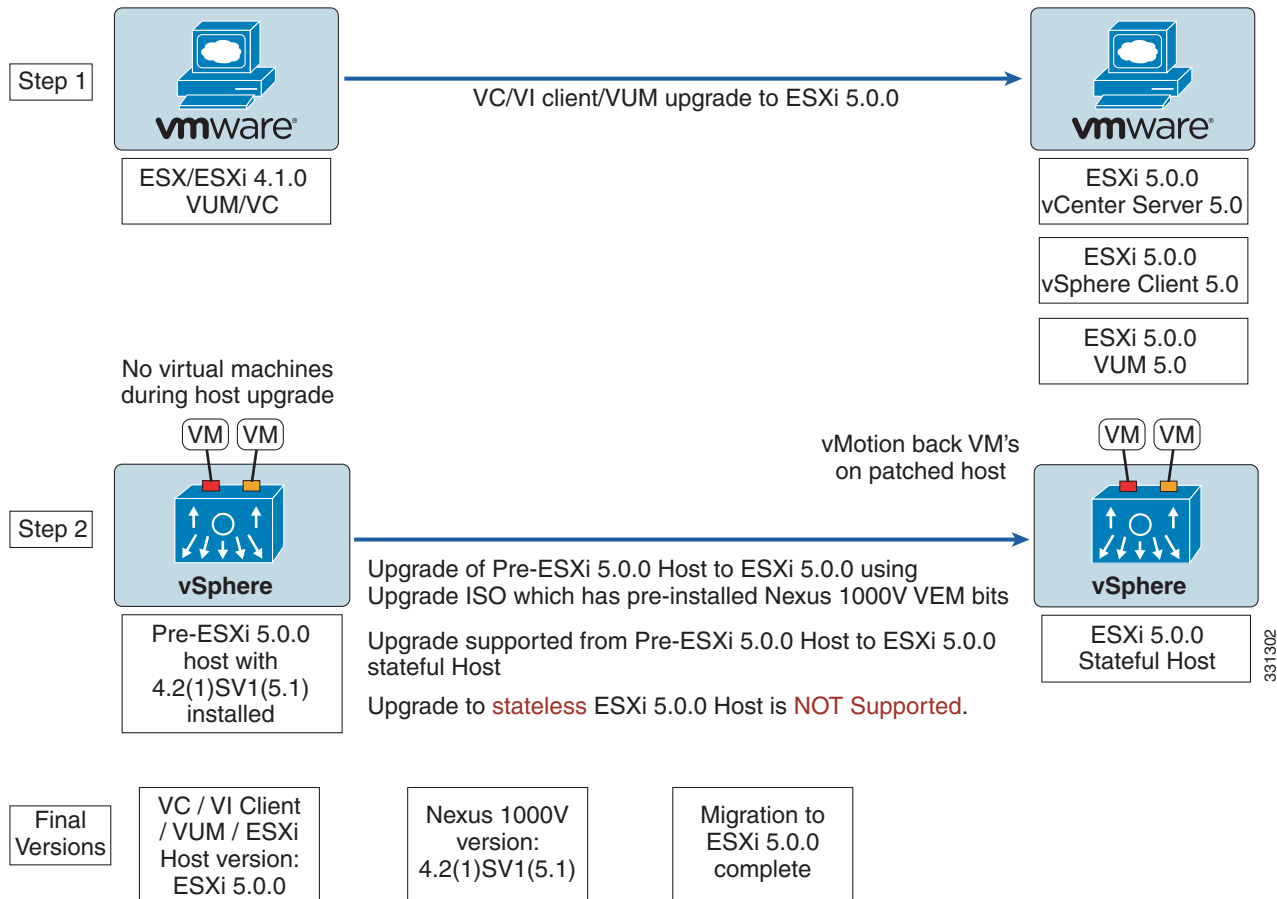 Step 1
vmware®
VC/VI client/VUM upgrade to ESXi 5.0.0
vmware®
ESX/ESXi 4.1.0
VUM/VC
ESXi 5.0.0
vCenter Server 5.0
ESXi 5.0.0
vSphere Client 5.0
ESXi 5.0.0
VUM 5.0
No virtual machines
during host upgrade
VM VM
vMotion back VM's
on patched host
VM VM
Step 2
vSphere
Upgrade of Pre-ESXi 5.0.0 Host to ESXi 5.0.0 using
Upgrade ISO which has pre-installed Nexus 1000V VEM bits
vSphere
Pre-ESXi 5.0.0
host with
4.2(1)SV1(5.1)
installed
Upgrade supported from Pre-ESXi 5.0.0 Host to ESXi 5.0.0
stateful Host
Upgrade to stateless ESXi 5.0.0 Host is NOT Supported.
ESXi 5.0.0
Stateful Host
331302
Final
Versions
VC / VI Client
/ VUM / ESXi
Host version:
ESXi 5.0.0
Nexus 1000V
version:
4.2(1)SV1(5.1)
Migration to
ESXi 5.0.0
complete